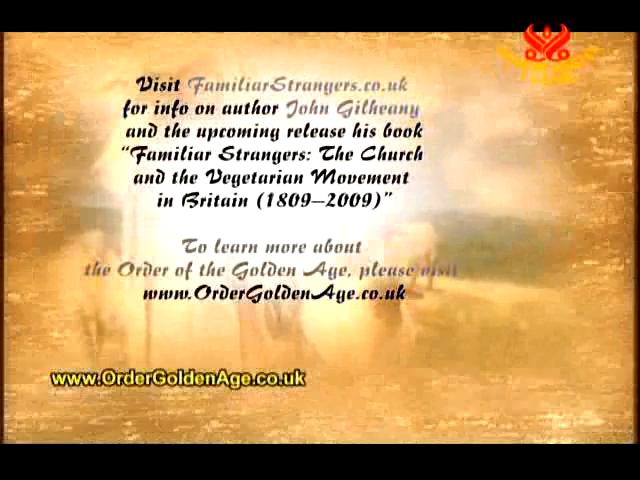 Visit FamiliarStrangers.co.uk
for info on author John Gilheany
and the upcoming release his book
“Familiar Strangers: The Church
and the Vegetarian Movement
in Britain (1809–2009)”
To learn more about
the Order of the Golden Age, please visit
www.OrderGoldenAge.co.uk
www.OrderGoldenAge.co.uk